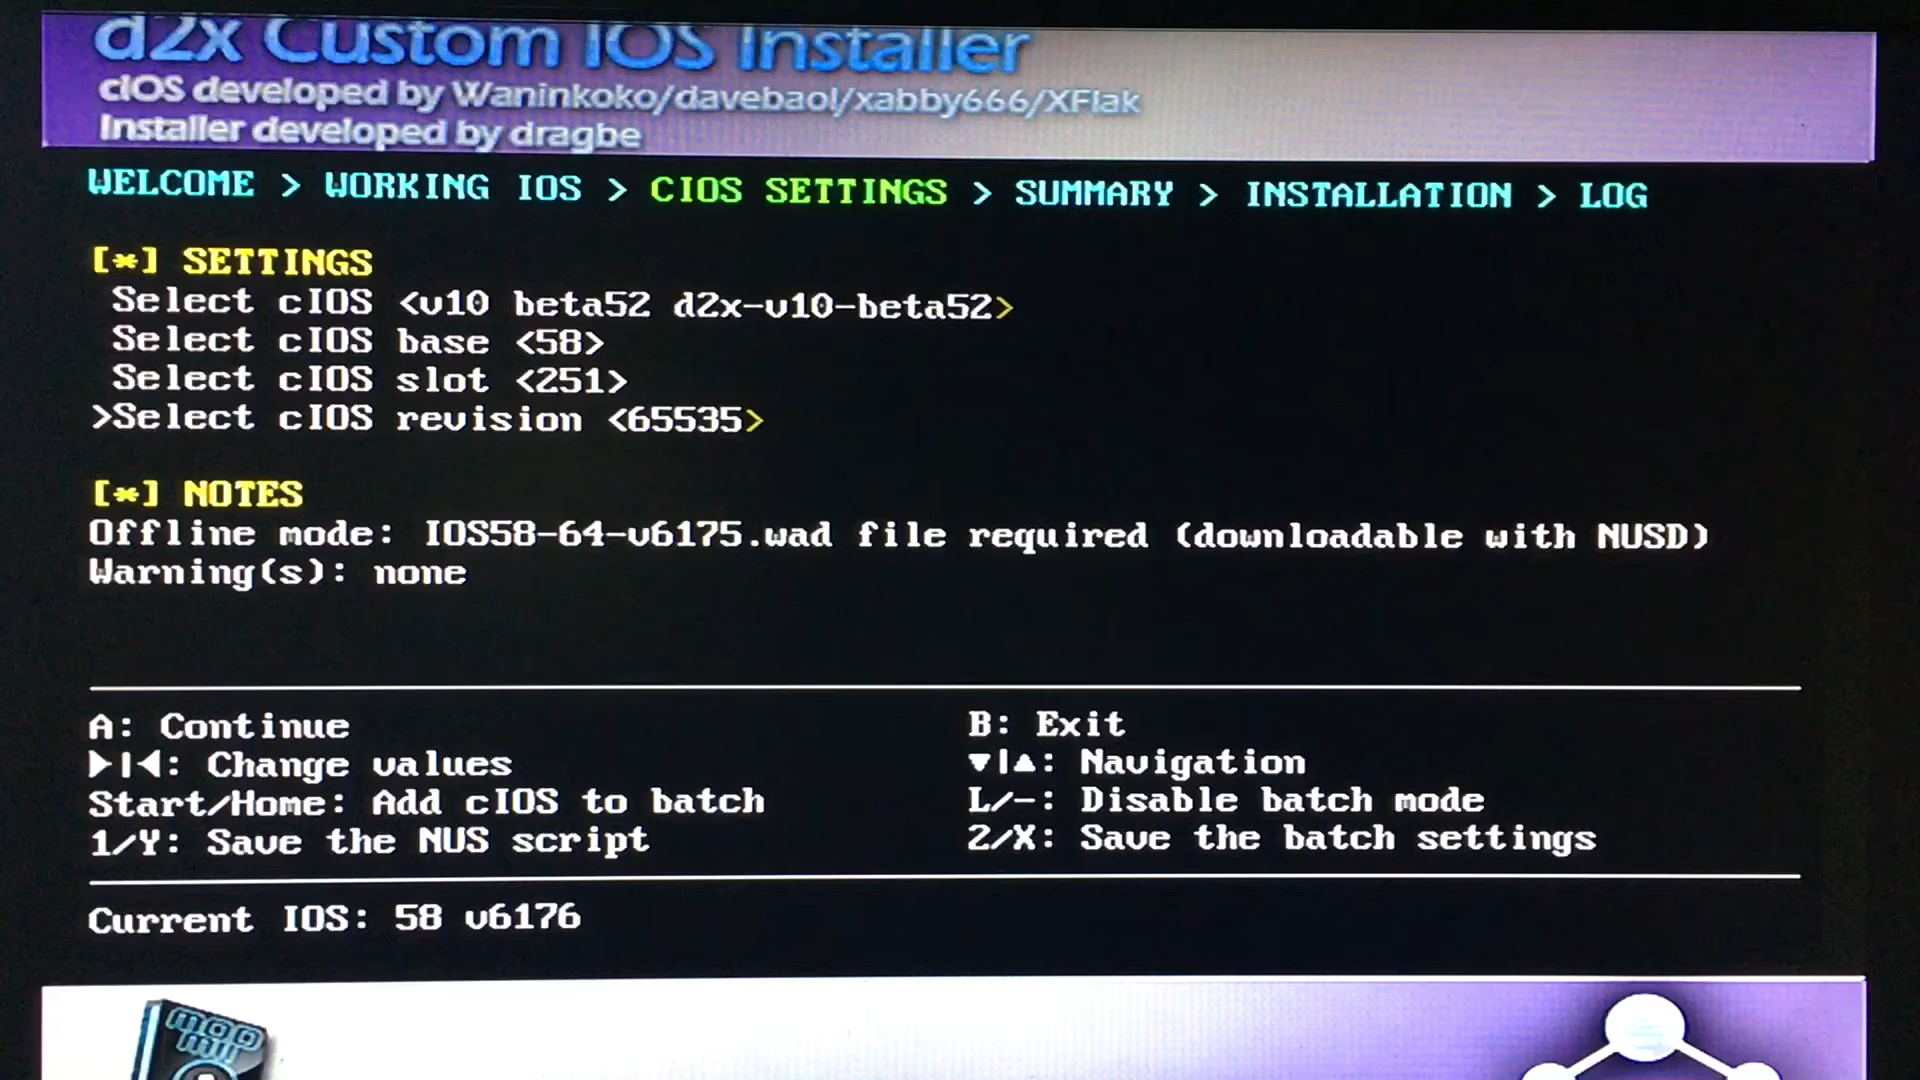 d2x Custom IOS Installer
cIOS developed by Waninkoko/davebaol/xabby666/XFlak
Installer developed by dragbe
WELCOME > WORKING IOS > CIOS SETTINGS > SUMMARY > INSTALLATION > LOG
[*] SETTINGS
Select cIOS <v10 beta52 d2x-v10-beta52>
Select cIOS base <58>
Select cIOS slot <251>
>Select cIOS revision <65535>
[*] NOTES
Offline mode: IOS58-64-v6175.wad file required (downloadable with NUSD)
Warning(s): none
A: Continue
B: Exit
►|◄: Change values
▼|▲: Navigation
Start/Home: Add cIOS to batch
L/-: Disable batch mode
1/Y: Save the NUS script
2/X: Save the batch settings
Current IOS: 58 v6176